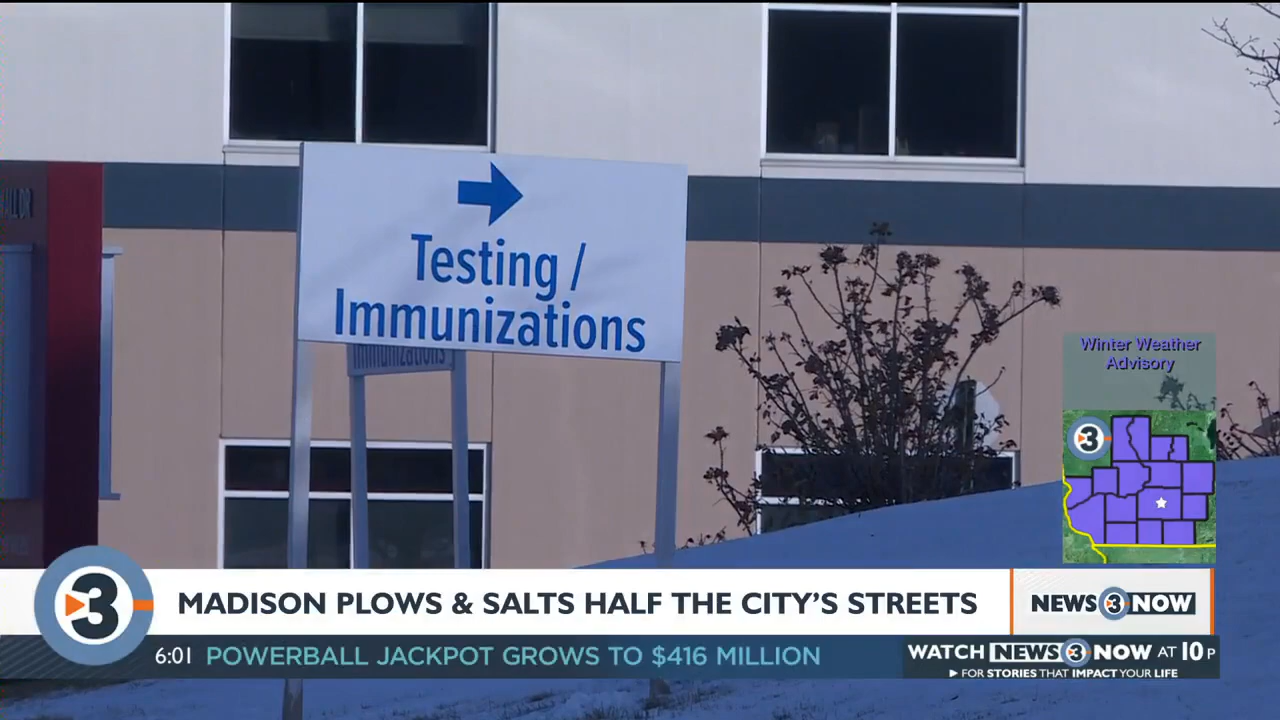 Testing /
Immunizations
Immunizations
Winter Weather
Advisory
3
3
MADISON PLOWS & SALTS HALF THE CITY'S STREETS
NEWS 3 NOW
6:01 POWERBALL JACKPOT GROWS TO $416 MILLION
WATCH NEWS 3 NOW AT 10P
▶ FOR STORIES THAT IMPACT YOUR LIFE